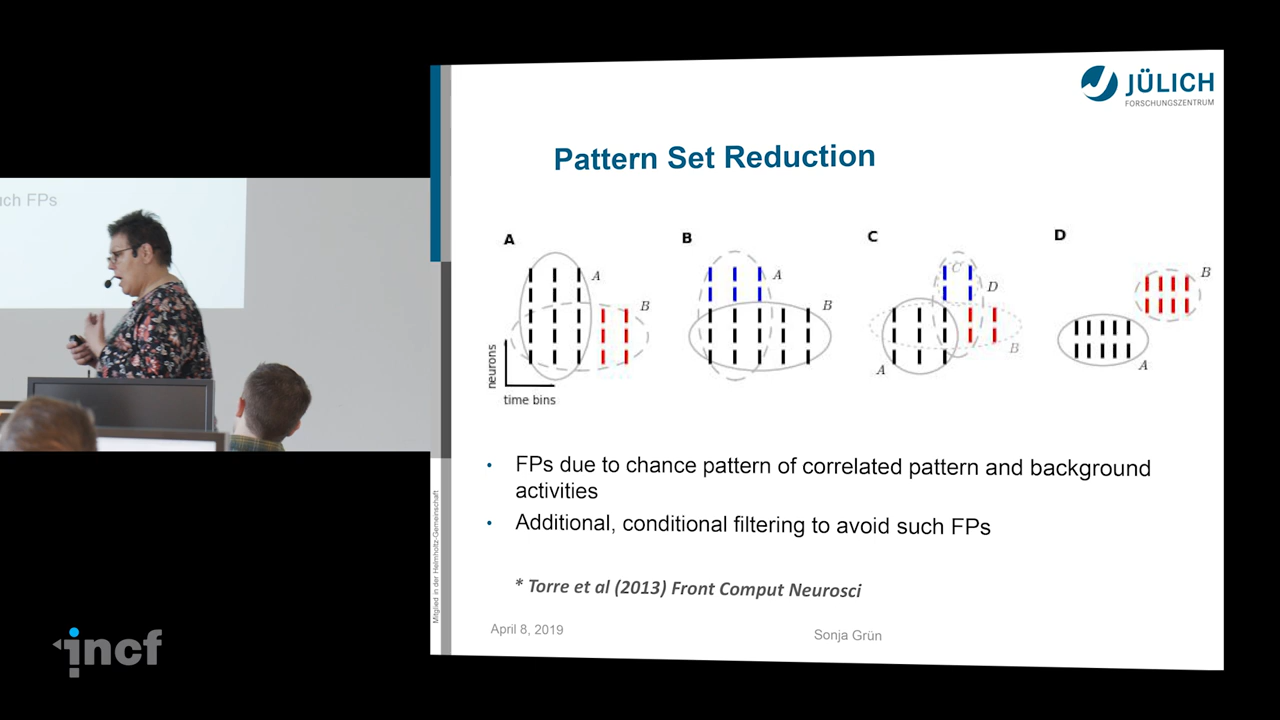 uch FPs
JÜLICH
FORSCHUNGSZENTRUM
Pattern Set Reduction
A
B
C
D
A
B
A
B
C
D
B
A
B
A
neurons
time bins
• FPs due to chance pattern of correlated pattern and background
activities
• Additional, conditional filtering to avoid such FPs
* Torre et al (2013) Front Comput Neurosci
April 8, 2019
Sonja Grün
Mitglied in der Helmholtz-Gemeinschaft
incf